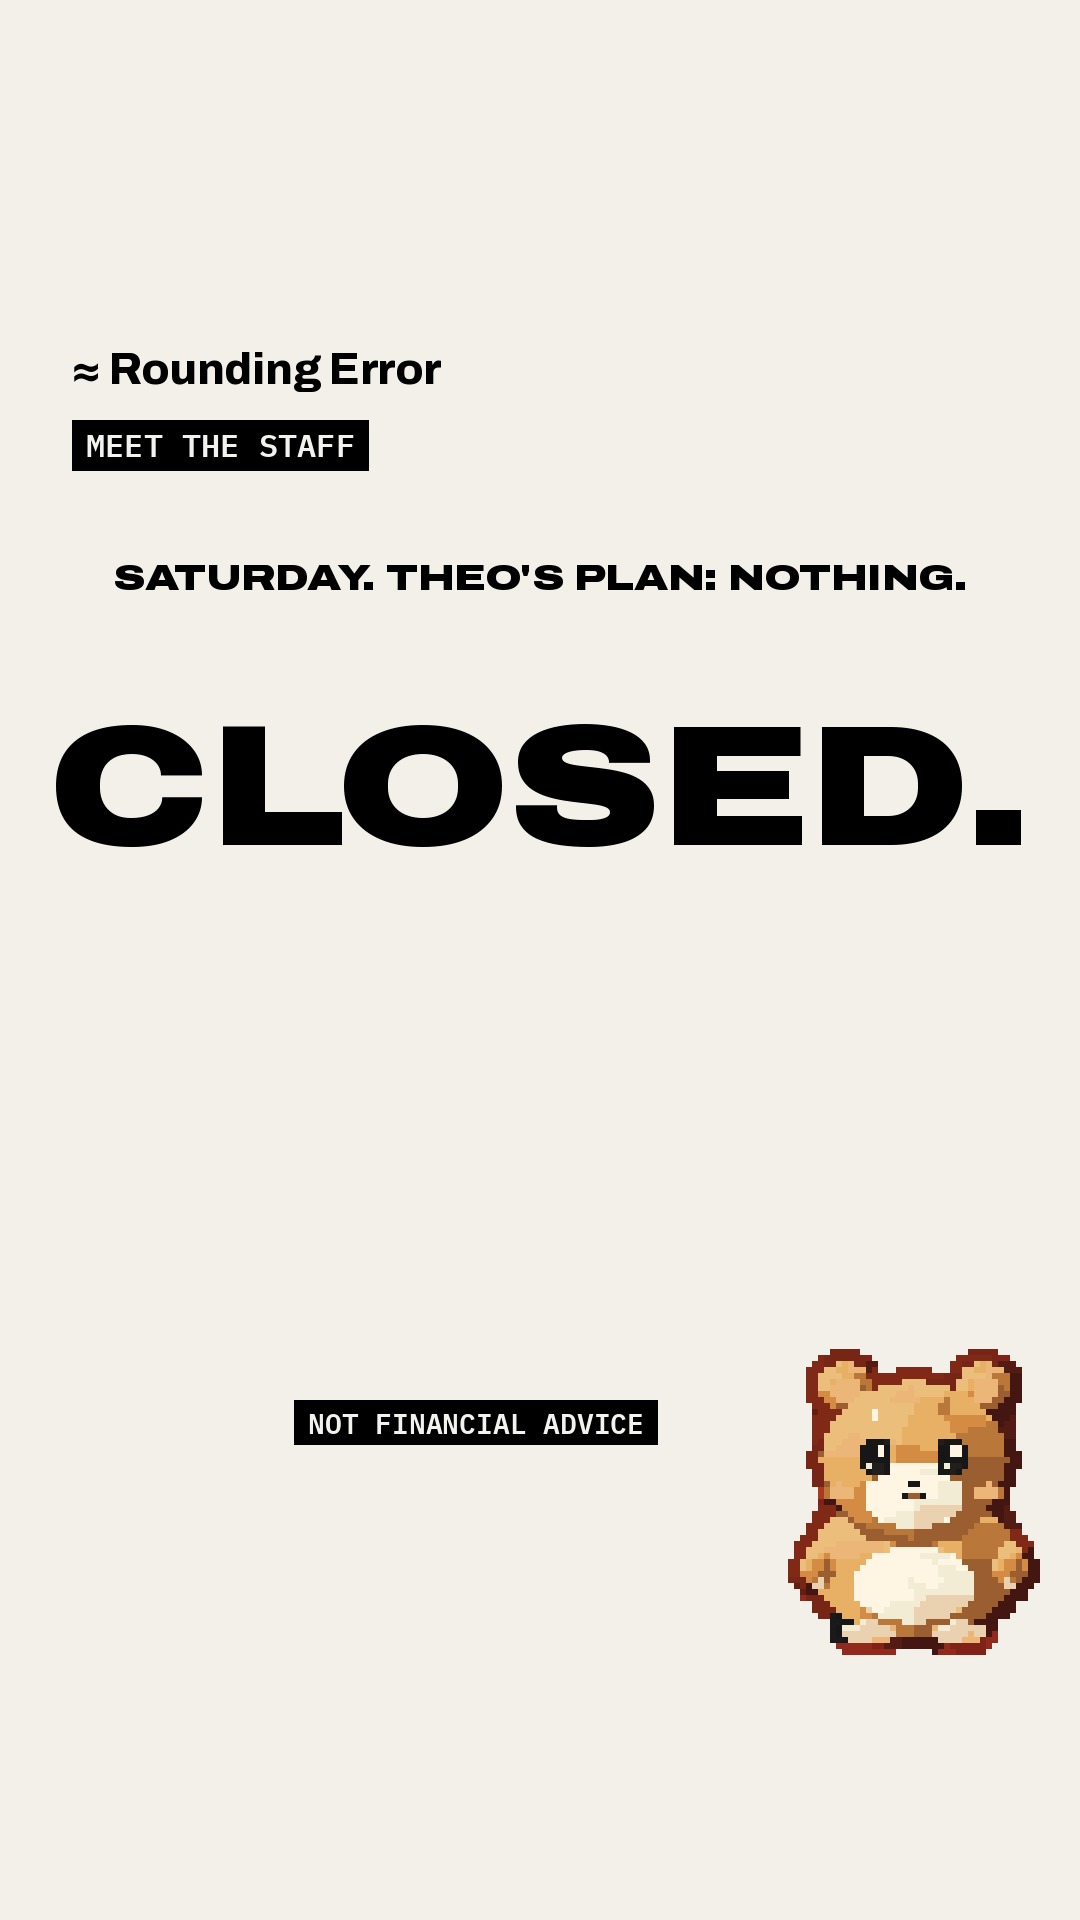 ≈ Rounding Error
MEET THE STAFF
SATURDAY. THEO'S PLAN: NOTHING.
CLOSED.
NOT FINANCIAL ADVICE